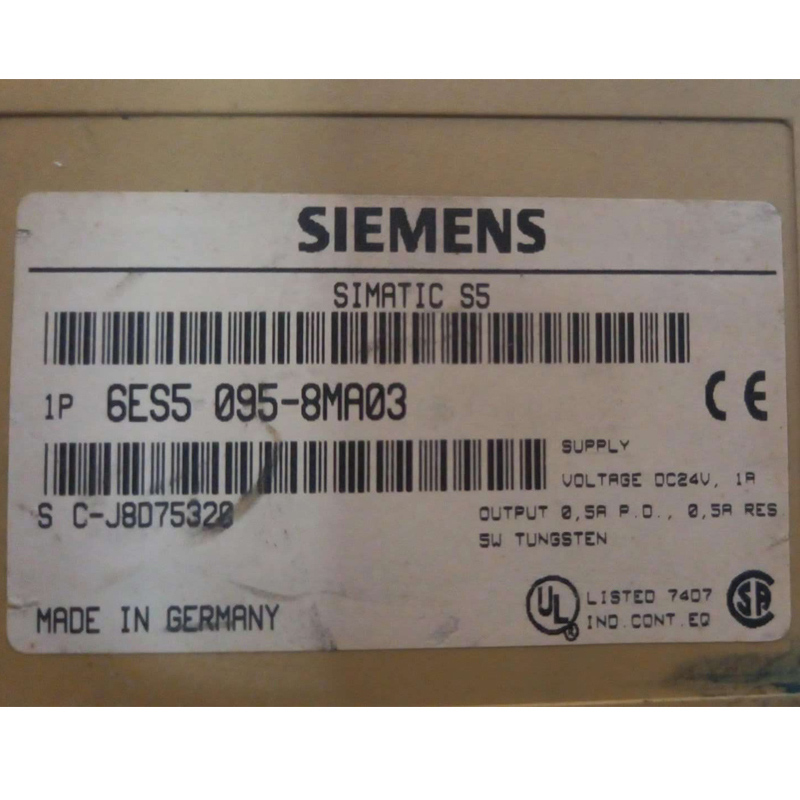 SIEMENS
SIMATIC S5
1P 6ES5 095-8MA03
CE
SUPPLY
VOLTAGE DC24V, 1A
S C-J8D75320
OUTPUT 0,5A P.D., 0,5A RES
5W TUNGSTEN
MADE IN GERMANY
UL
LISTED 7407
IND.CONT.EQ
SA